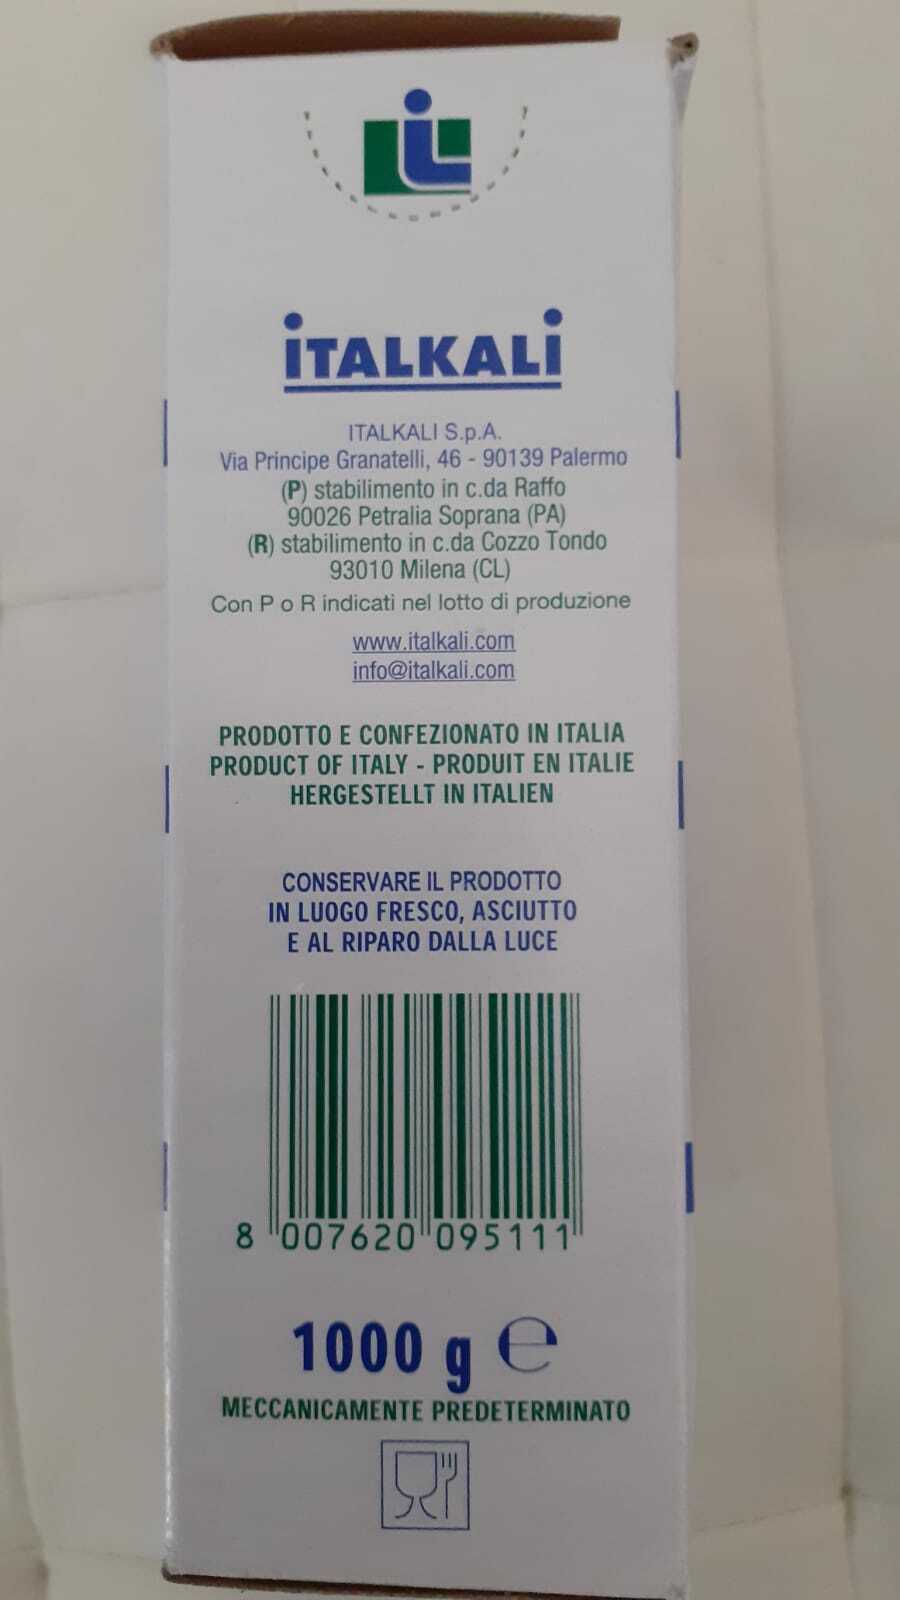 iTALKALi
ITALKALI S.p.A.
Via Principe Granatelli, 46 - 90139 Palermo
(P) stabilimento in c.da Raffo
90026 Petralia Soprana (PA)
(R) stabilimento in c.da Cozzo Tondo
93010 Milena (CL)
Con P o R indicati nel lotto di produzione
www.italkali.com
info@italkali.com
PRODOTTO E CONFEZIONATO IN ITALIA
PRODUCT OF ITALY - PRODUIT EN ITALIE
HERGESTELLT IN ITALIEN
CONSERVARE IL PRODOTTO
IN LUOGO FRESCO, ASCIUTTO
E AL RIPARO DALLA LUCE
8 007620 095111
1000 g ℮
MECCANICAMENTE PREDETERMINATO